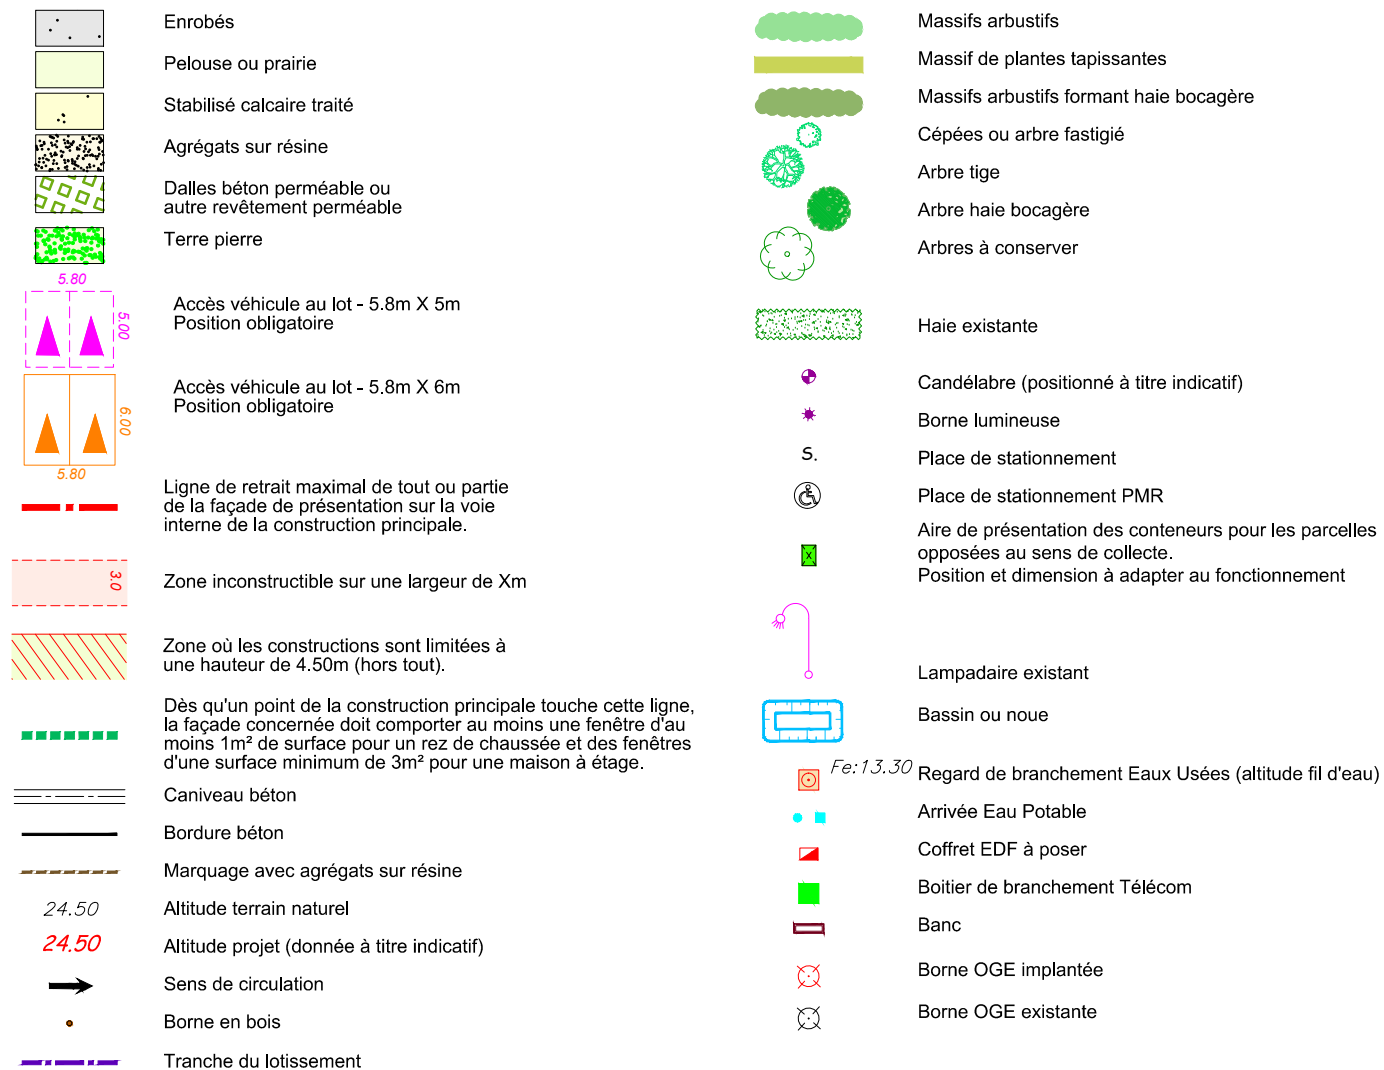 Enrobés
Pelouse ou prairie
Stabilisé calcaire traité
Agrégats sur résine
Dalles béton perméable ou
autre revêtement perméable
Terre pierre
5.80
5.00
Accès véhicule au lot - 5.8m X 5m
Position obligatoire
6.00
5.80
Accès véhicule au lot - 5.8m X 6m
Position obligatoire
Ligne de retrait maximal de tout ou partie
de la façade de présentation sur la voie
interne de la construction principale.
3.0
Zone inconstructible sur une largeur de Xm
Zone où les constructions sont limitées à
une hauteur de 4.50m (hors tout).
Dès qu'un point de la construction principale touche cette ligne,
la façade concernée doit comporter au moins une fenêtre d'au
moins 1m² de surface pour un rez de chaussée et des fenêtres
d'une surface minimum de 3m² pour une maison à étage.
Caniveau béton
Bordure béton
Marquage avec agrégats sur résine
24.50 Altitude terrain naturel
24.50 Altitude projet (donnée à titre indicatif)
Sens de circulation
Borne en bois
Tranche du lotissement
Massifs arbustifs
Massif de plantes tapissantes
Massifs arbustifs formant haie bocagère
Cépées ou arbre fastigié
Arbre tige
Arbre haie bocagère
Arbres à conserver
Haie existante
Candélabre (positionné à titre indicatif)
Borne lumineuse
S. Place de stationnement
Place de stationnement PMR
Aire de présentation des conteneurs pour les parcelles
opposées au sens de collecte.
Position et dimension à adapter au fonctionnement
X
Lampadaire existant
Bassin ou noue
Fe:13.30 Regard de branchement Eaux Usées (altitude fil d'eau)
Arrivée Eau Potable
Coffret EDF à poser
Boitier de branchement Télécom
Banc
Borne OGE implantée
Borne OGE existante